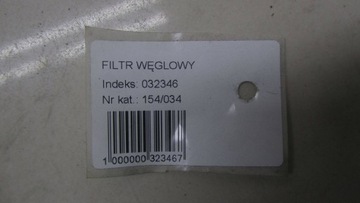 FILTR WĘGLOWY
Indeks: 032346
Nr kat.: 154/034
1 000000 323467